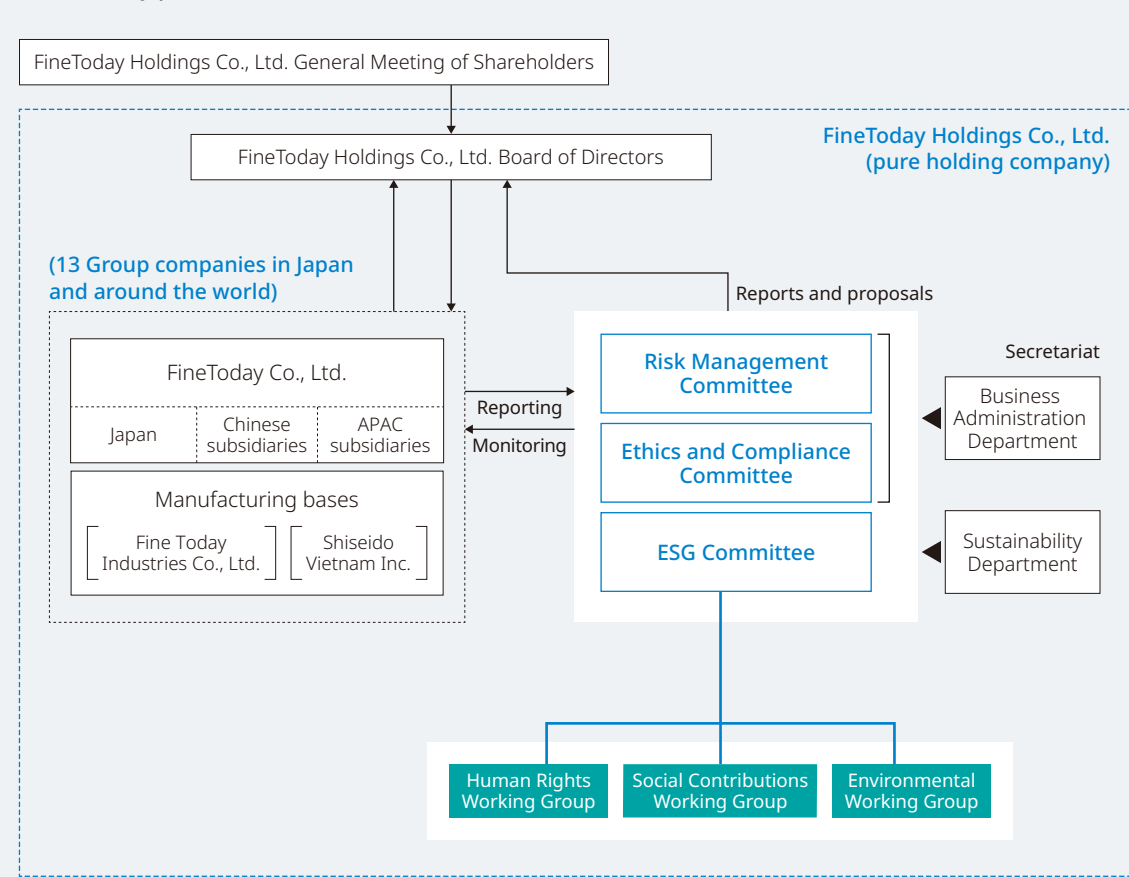 FineToday Holdings Co., Ltd. General Meeting of Shareholders
FineToday Holdings Co., Ltd.
(pure holding company)
FineToday Holdings Co., Ltd. Board of Directors
(13 Group companies in Japan
and around the world)
Reports and proposals
FineToday Co., Ltd.
Japan
Chinese
subsidiaries
APAC
subsidiaries
Manufacturing bases
Fine Today
Industries Co., Ltd.
Shiseido
Vietnam Inc.
Reporting
Monitoring
Risk Management
Committee
Ethics and Compliance
Committee
ESG Committee
Secretariat
Business
Administration
Department
Sustainability
Department
Human Rights
Working Group
Social Contributions
Working Group
Environmental
Working Group